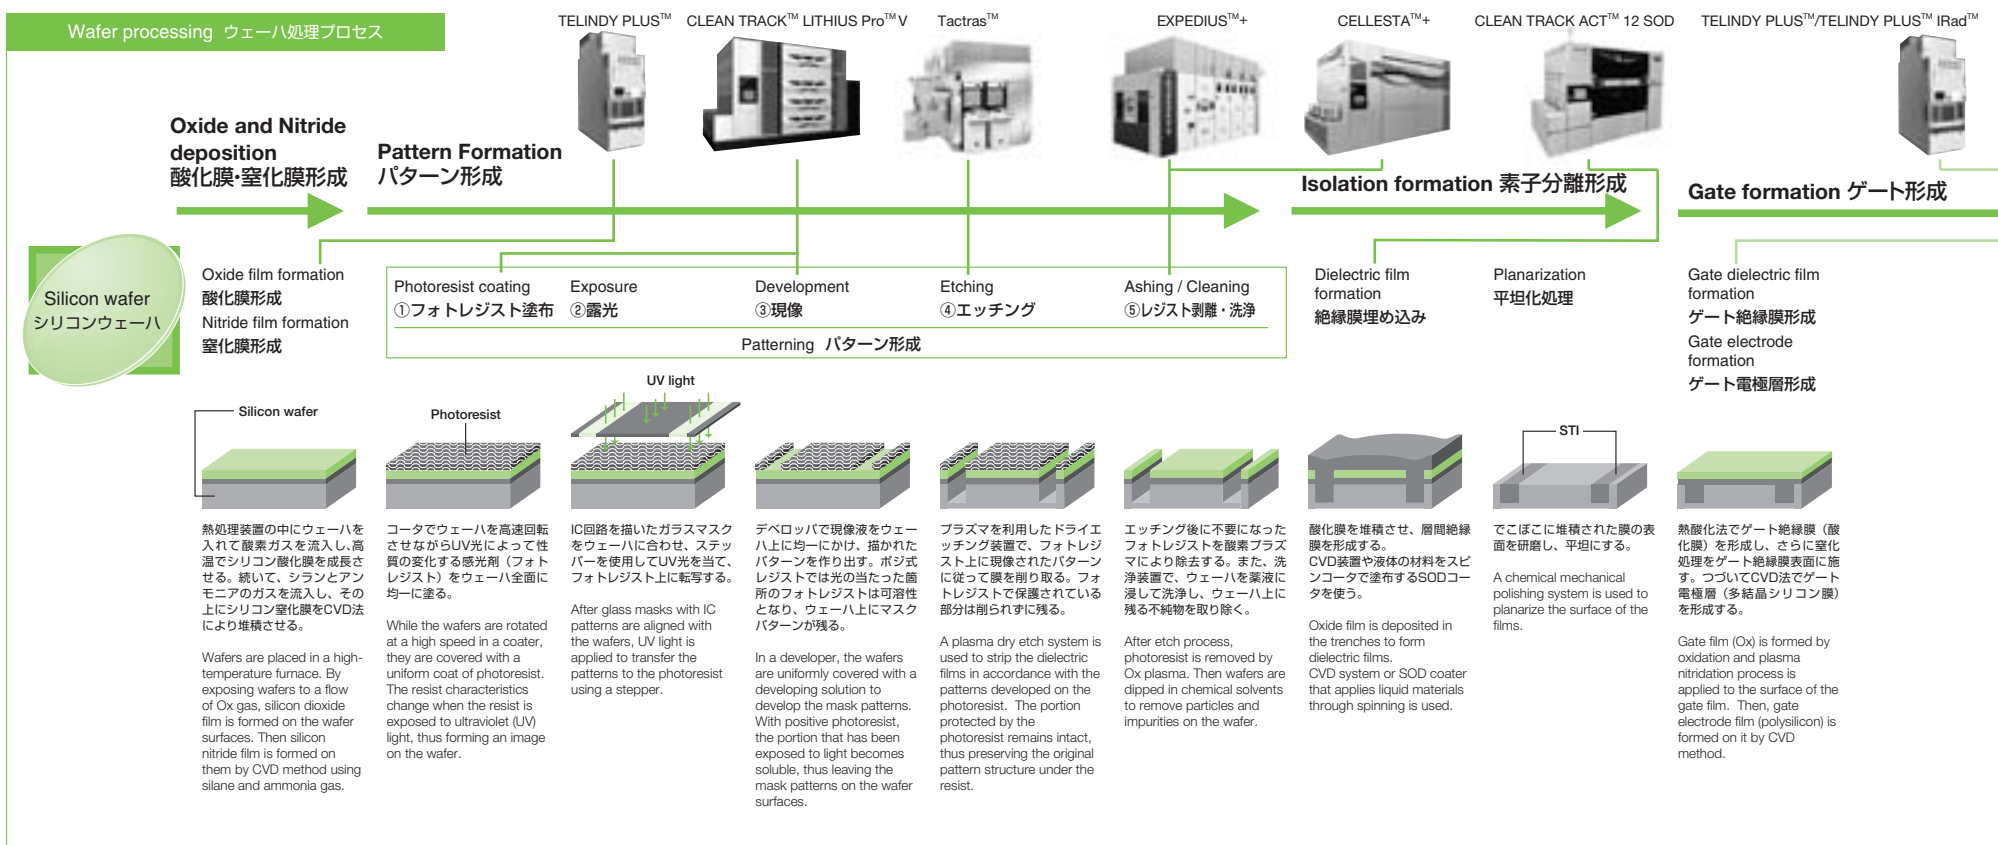 Wafer processing ウェーハ処理プロセス
TELINDY PLUS™
CLEAN TRACK™ LITHIUS Pro™ V
Tactras™
EXPEDIUS™+
CELLESTA™+
CLEAN TRACK ACT™ 12 SOD
TELINDY PLUS™/TELINDY PLUS™ IRad™
Oxide and Nitride
deposition
酸化膜・窒化膜形成
Pattern Formation
パターン形成
Isolation formation 素子分離形成
Gate formation ゲート形成
Silicon wafer
シリコンウェーハ
Oxide film formation
酸化膜形成
Nitride film formation
窒化膜形成
Photoresist coating
①フォトレジスト塗布
Exposure
②露光
Development
③現像
Etching
④エッチング
Ashing / Cleaning
⑤レジスト剥離・洗浄
Patterning パターン形成
Dielectric film
formation
絶縁膜埋め込み
Planarization
平坦化処理
Gate dielectric film
formation
ゲート絶縁膜形成
Gate electrode
formation
ゲート電極層形成
Silicon wafer
Photoresist
UV light
STI
熱処理装置の中にウェーハを
入れて酸素ガスを流入し、高
温でシリコン酸化膜を成長さ
せる。続いて、シランとアン
モニアのガスを流入し、その
上にシリコン窒化膜をCVD法
により堆積させる。
Wafers are placed in a high-
temperature furnace. By
exposing wafers to a flow
of Ox gas, silicon dioxide
film is formed on the wafer
surfaces. Then silicon
nitride film is formed on
them by CVD method using
silane and ammonia gas.
コータでウェーハを高速回転
させながらUV光によって性
質の変化する感光剤（フォト
レジスト）をウェーハ全面に
均一に塗る。
While the wafers are rotated
at a high speed in a coater,
they are covered with a
uniform coat of photoresist.
The resist characteristics
change when the resist is
exposed to ultraviolet (UV)
light, thus forming an image
on the wafer.
IC回路を描いたガラスマスク
をウェーハに合わせ、ステッ
パーを使用してUV光を当て、
フォトレジスト上に転写する。
After glass masks with IC
patterns are aligned with
the wafers, UV light is
applied to transfer the
patterns to the photoresist
using a stepper.
デベロッパで現像液をウェー
ハ上に均一にかけ、描かれた
パターンを作り出す。ポジ式
レジストでは光の当たった箇
所のフォトレジストは可溶性
となり、ウェーハ上にマスク
パターンが残る。
In a developer, the wafers
are uniformly covered with a
developing solution to
develop the mask patterns.
With positive photoresist,
the portion that has been
exposed to light becomes
soluble, thus leaving the
mask patterns on the wafer
surfaces.
プラズマを利用したドライエ
ッチング装置で、フォトレジ
スト上に現像されたパターン
に従って膜を削り取る。フォ
トレジストで保護されている
部分は削られずに残る。
A plasma dry etch system is
used to strip the dielectric
films in accordance with the
patterns developed on the
photoresist. The portion
protected by the
photoresist remains intact,
thus preserving the original
pattern structure under the
resist.
エッチング後に不要になった
フォトレジストを酸素プラズ
マにより除去する。また、洗
浄装置で、ウェーハを薬液に
浸して洗浄し、ウェーハ上に
残る不純物を取り除く。
After etch process,
photoresist is removed by
Ox plasma. Then wafers are
dipped in chemical solvents
to remove particles and
impurities on the wafer.
酸化膜を堆積させ、層間絶縁
膜を形成する。
CVD装置や液体の材料をスピ
ンコータで塗布するSODコー
タを使う。
Oxide film is deposited in
the trenches to form
dielectric films.
CVD system or SOD coater
that applies liquid materials
through spinning is used.
でこぼこに堆積された膜の表
面を研磨し、平坦にする。
A chemical mechanical
polishing system is used to
planarize the surface of the
films.
熱酸化法でゲート絶縁膜（酸
化膜）を形成し、さらに窒化
処理をゲート絶縁膜表面に施
す。つづいてCVD法でゲート
電極層（多結晶シリコン膜）
を形成する。
Gate film (Ox) is formed by
oxidation and plasma
nitridation process is
applied to the surface of the
gate film. Then, gate
electrode film (polysilicon) is
formed on it by CVD
method.